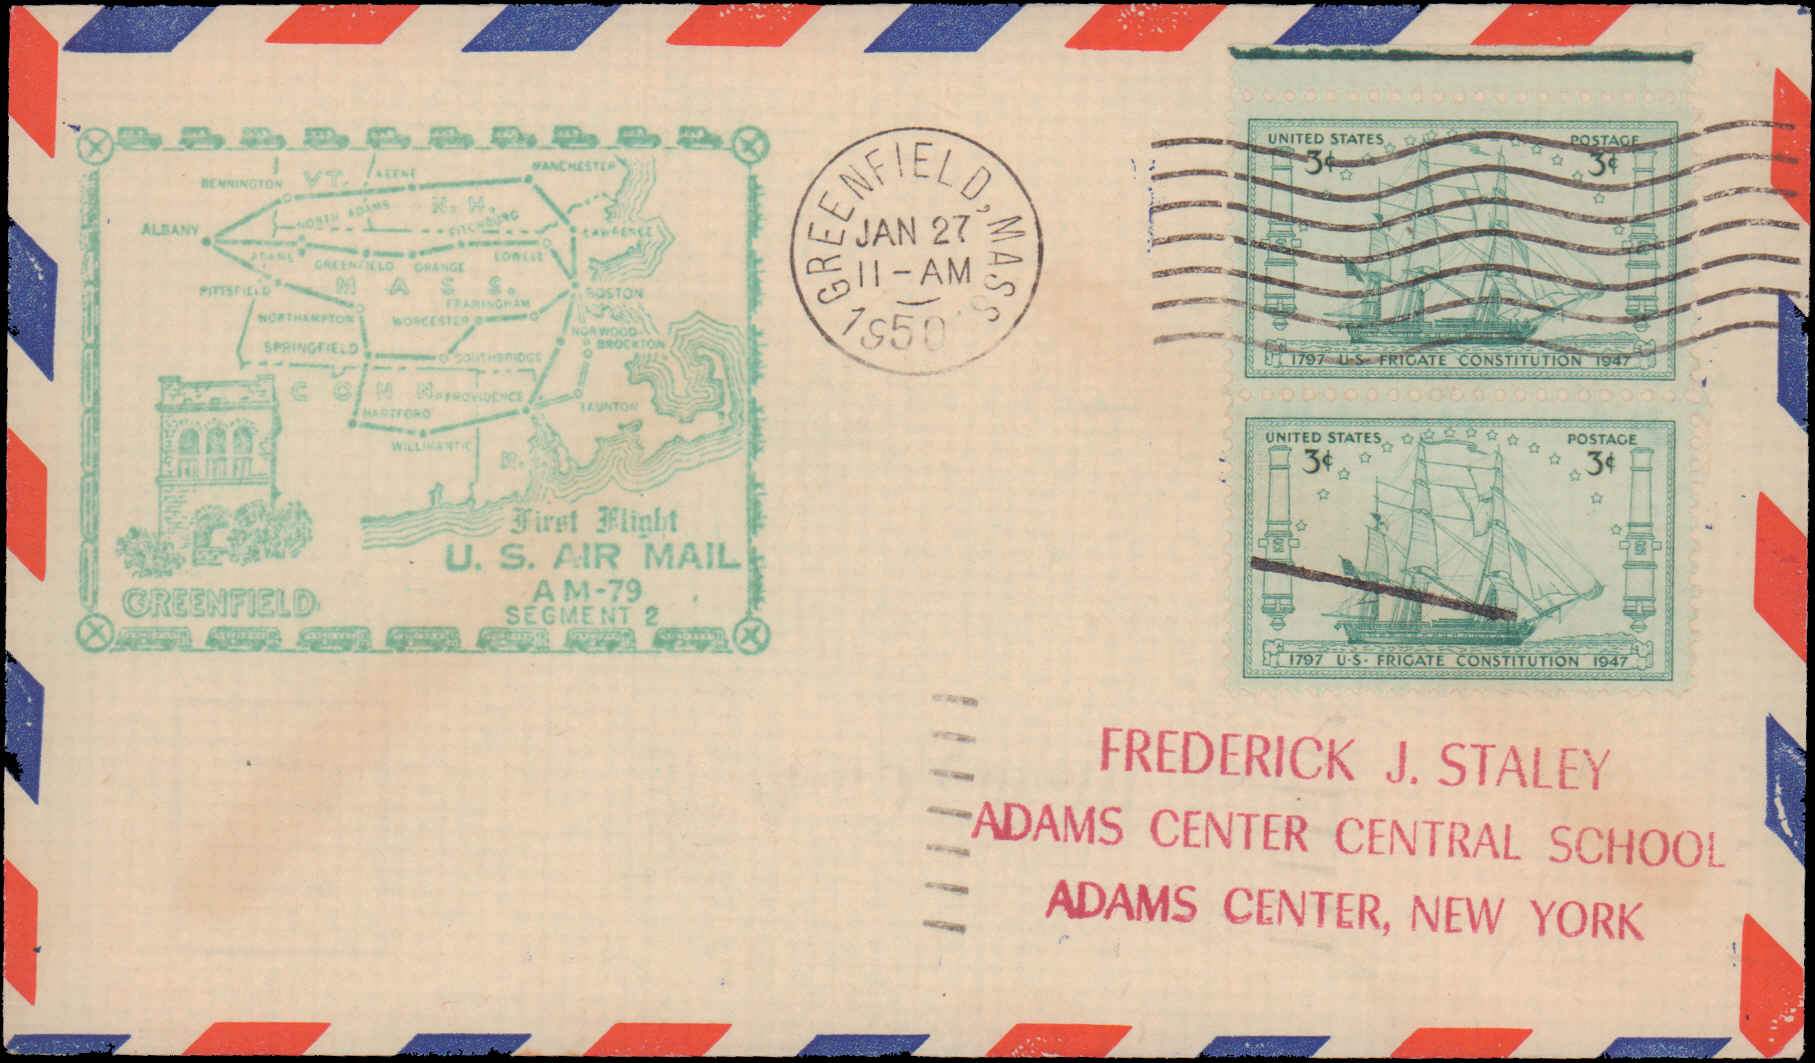 MANCHESTER
KEENE
BENNINGTON
VT.
NORTH ADAMS
N. H.
FITCHBURG
ALBANY
LAWRENCE
ADAMS
GREENFIELD
ORANGE
LOWELL
PITTSFIELD
MASS.
BOSTON
FRAMINGHAM
NORTHAMPTON
WORCESTER
NORWOOD
BROCKTON
SPRINGFIELD
SOUTHBRIDGE
CONN.
PROVIDENCE
HARTFORD
TAUNTON
WILLIMANTIC
R.
First Flight
U. S. AIR MAIL
AM-79
SEGMENT 2
GREENFIELD
GREENFIELD, MASS.
JAN 27
11-AM
1950
UNITED STATES POSTAGE
3¢ 3¢
1797 U·S· FRIGATE CONSTITUTION 1947
UNITED STATES POSTAGE
3¢ 3¢
1797 U·S· FRIGATE CONSTITUTION 1947
FREDERICK J. STALEY
ADAMS CENTER CENTRAL SCHOOL
ADAMS CENTER, NEW YORK